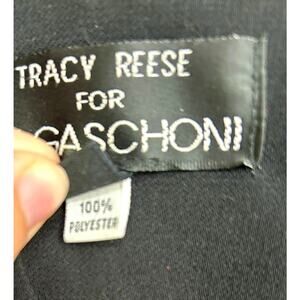 TRACY REESE
FOR
GASCHONI
100%
POLYESTER